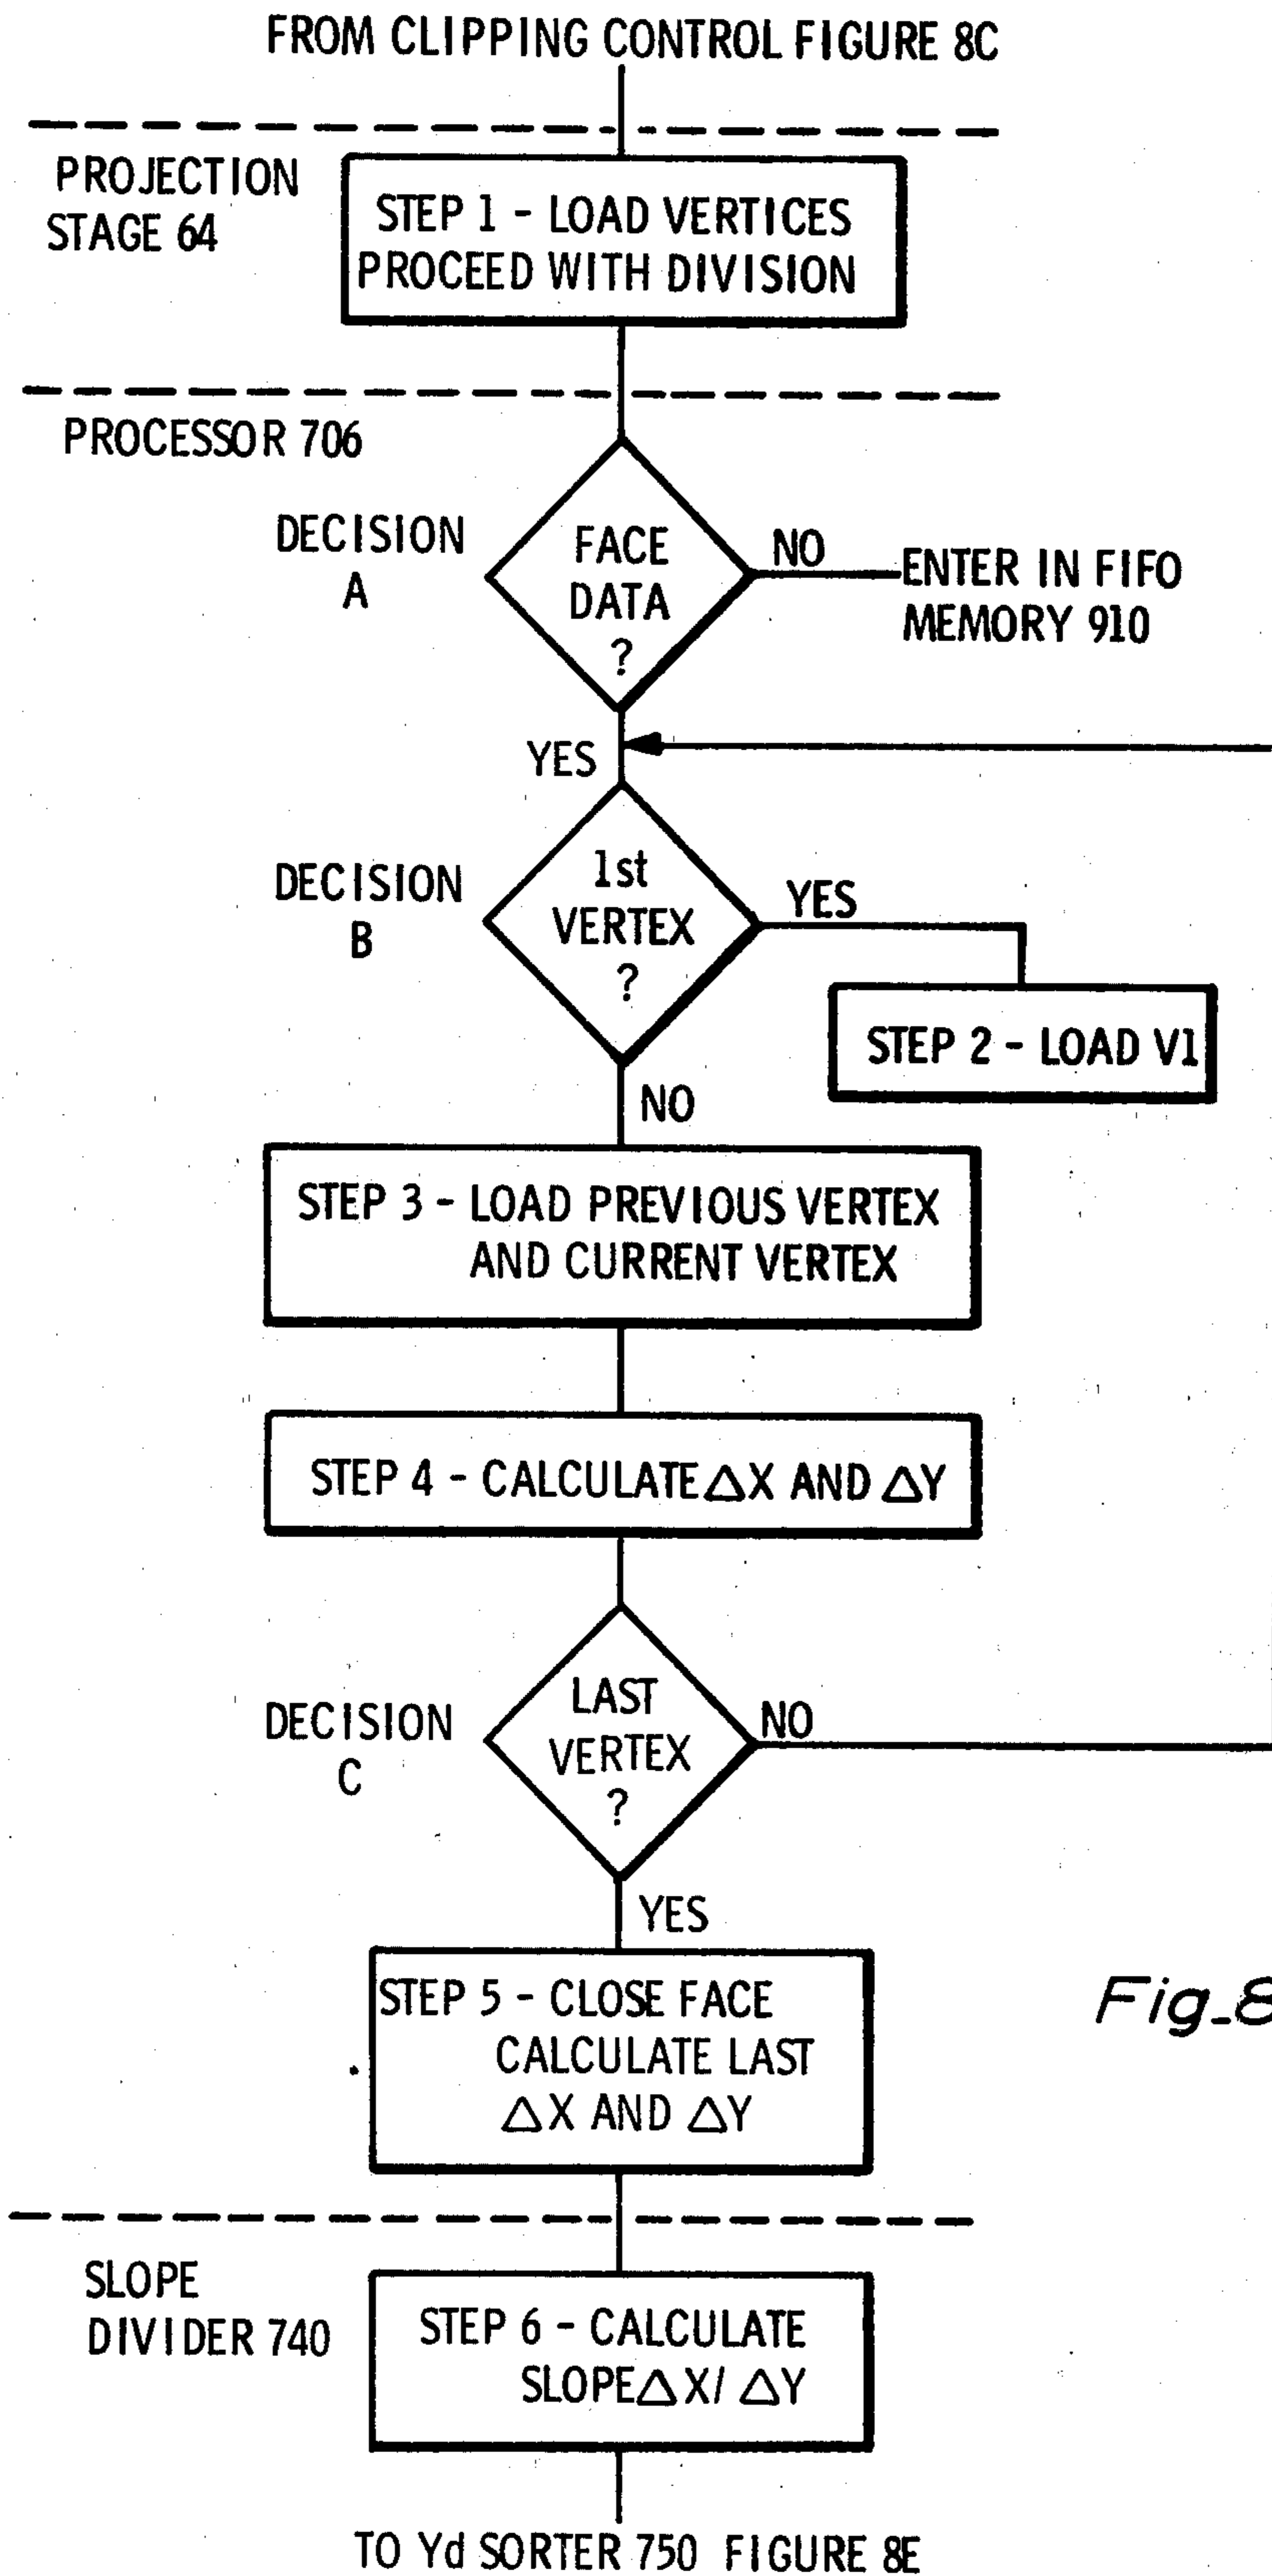 FROM CLIPPING CONTROL FIGURE 8C
PROJECTION
STAGE 64
STEP 1 - LOAD VERTICES
PROCEED WITH DIVISION
PROCESSOR 706
DECISION
A
FACE
DATA
?
NO
ENTER IN FIFO
MEMORY 910
YES
DECISION
B
1st
VERTEX
?
YES
STEP 2 - LOAD V1
NO
STEP 3 - LOAD PREVIOUS VERTEX
AND CURRENT VERTEX
STEP 4 - CALCULATE △X AND △Y
DECISION
C
LAST
VERTEX
?
NO
YES
STEP 5 - CLOSE FACE
CALCULATE LAST
△X AND △Y
Fig_8
SLOPE
DIVIDER 740
STEP 6 - CALCULATE
SLOPE △X/ △Y
TO Yd SORTER 750 FIGURE 8E